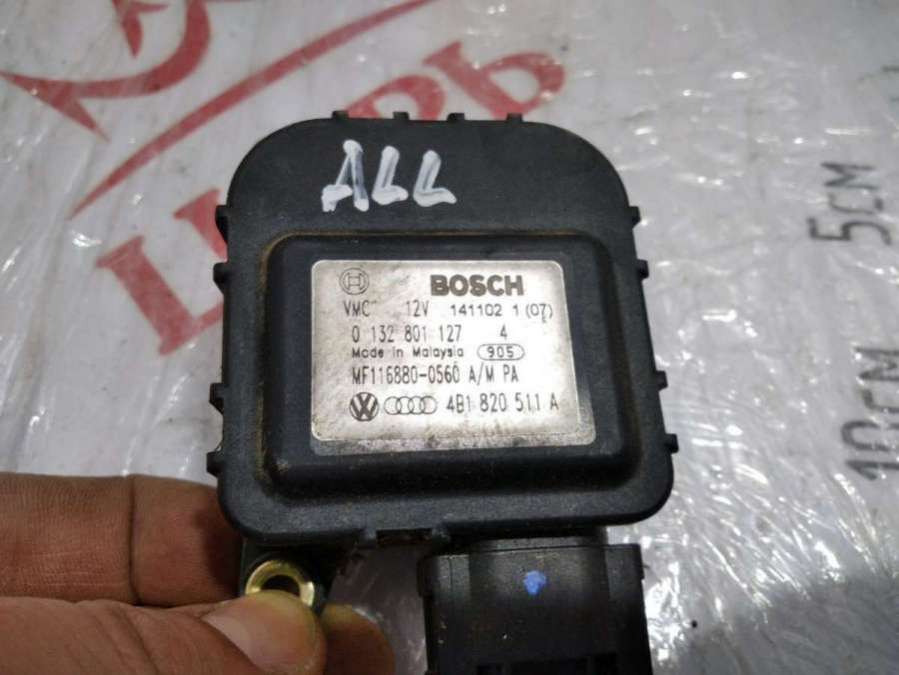 ЦАРЬ
ALL
BOSCH
VMC 12V 141102 1 (07)
0 132 801 127 4
Made in Malaysia 905
MF116880-0560 A/M PA
4B1 820 511 A
5CM
10CM